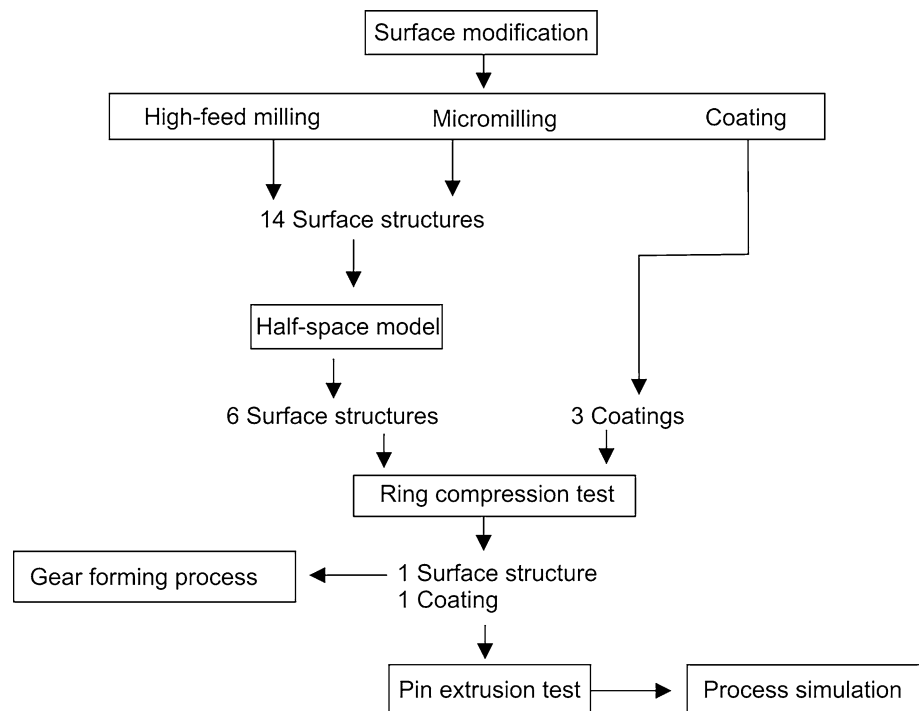 Surface modification
High-feed milling Micromilling Coating
14 Surface structures
Half-space model
6 Surface structures 3 Coatings
Ring compression test
Gear forming process
1 Surface structure
1 Coating
Pin extrusion test Process simulation